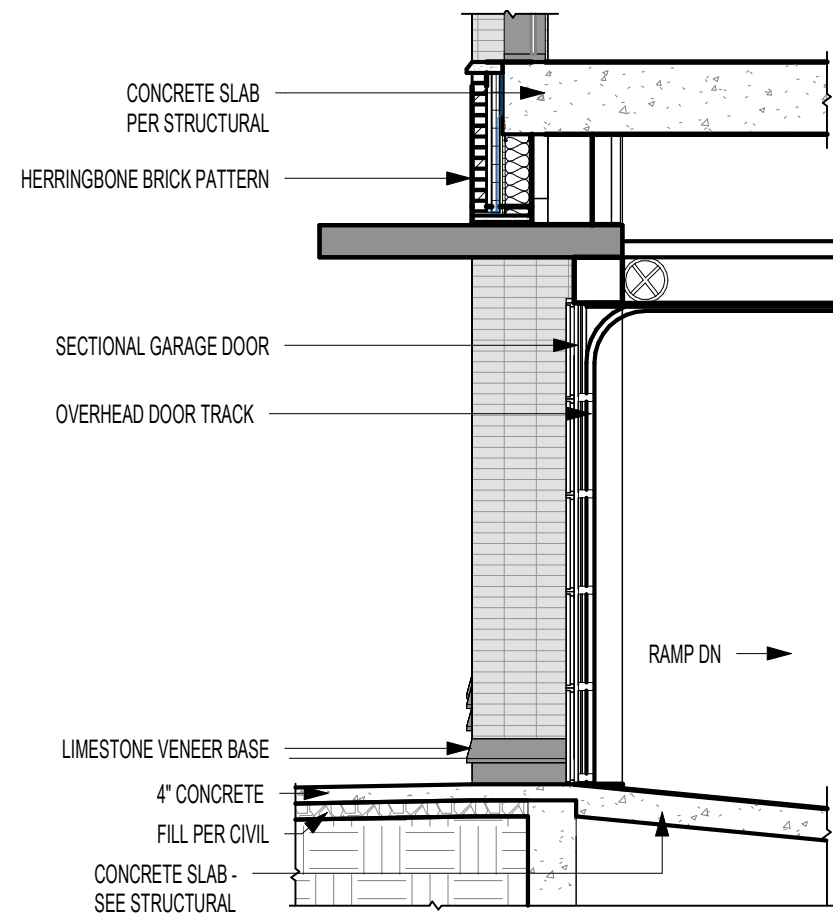 CONCRETE SLAB
PER STRUCTURAL
HERRINGBONE BRICK PATTERN
SECTIONAL GARAGE DOOR
OVERHEAD DOOR TRACK
RAMP DN
LIMESTONE VENEER BASE
4" CONCRETE
FILL PER CIVIL
CONCRETE SLAB -
SEE STRUCTURAL